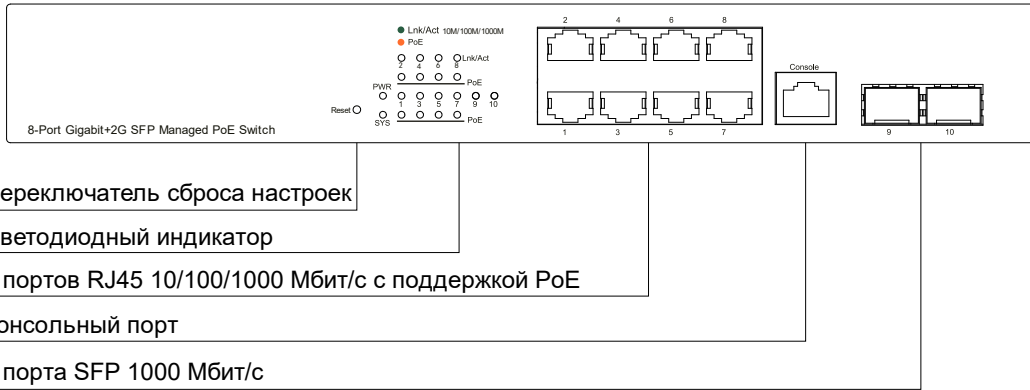 2 4 6 8
Lnk/Act 10M/100M/1000M
PoE
Lnk/Act
2 4 6 8
PoE
Console
PWR
1 3 5 7 9 10
Reset
SYS
PoE
8-Port Gigabit+2G SFP Managed PoE Switch
1 3 5 7
9 10
ереключатель сброса настроек
ветодиодный индикатор
портов RJ45 10/100/1000 Мбит/с с поддержкой PoE
онсольный порт
порта SFP 1000 Мбит/с